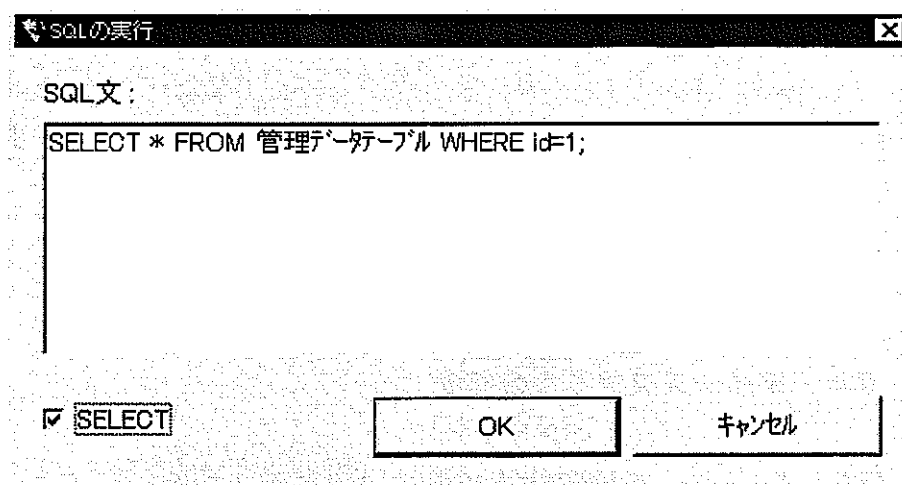 SQLの実行
SQL文:
SELECT * FROM 管理ﾃﾞｰﾀﾃｰﾌﾞﾙ WHERE id=1;
SELECT
OK
ｷｬﾝｾﾙ